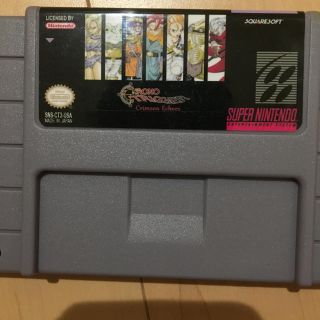 LICENSED BY
Nintendo
SQUARESOFT
CHRONO
TRIGGER
Crimson Echoes
SNS-CT3-USA
MADE IN JAPAN
SUPER NINTENDO
ENTERTAINMENT SYSTEM